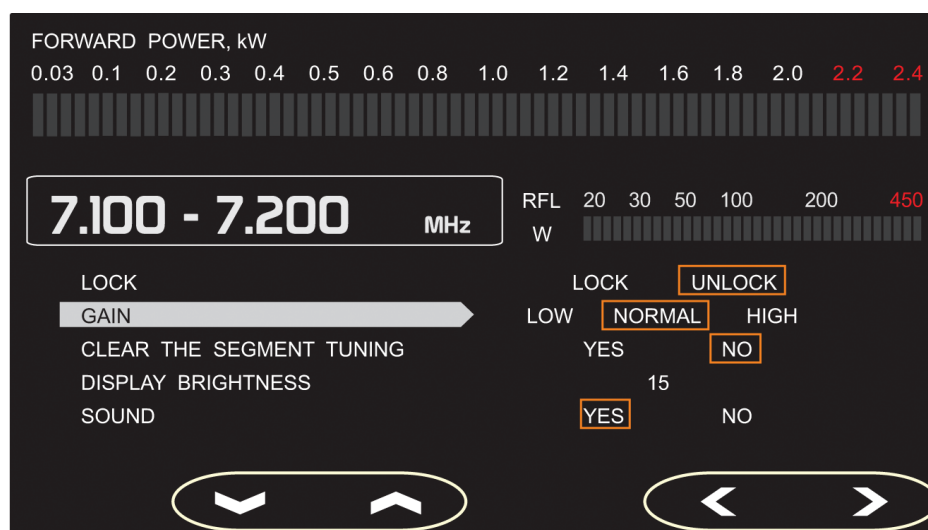 FORWARD POWER, kW
0.03 0.1 0.2 0.3 0.4 0.5 0.6 0.8 1.0 1.2 1.4 1.6 1.8 2.0 2.2 2.4
7.100 - 7.200 MHz
RFL 20 30 50 100 200 450
W
LOCK LOCK UNLOCK
GAIN LOW NORMAL HIGH
CLEAR THE SEGMENT TUNING YES NO
DISPLAY BRIGHTNESS 15
SOUND YES NO